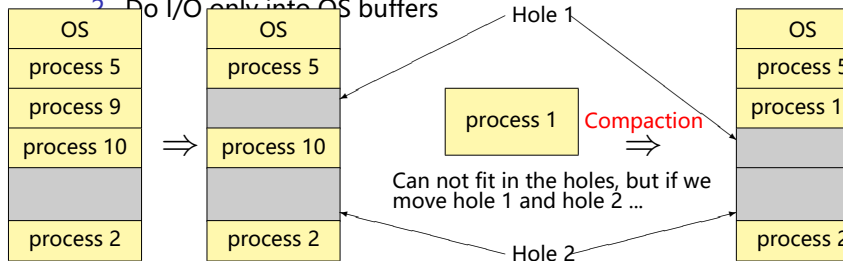 2. Do I/O only into OS buffers
OS
process 5
process 9
process 10
process 2
⇒
OS
process 5
process 10
process 2
Hole 1
process 1
Compaction
⇒
Can not fit in the holes, but if we
move hole 1 and hole 2 ...
Hole 2
OS
process 5
process 1
process 2